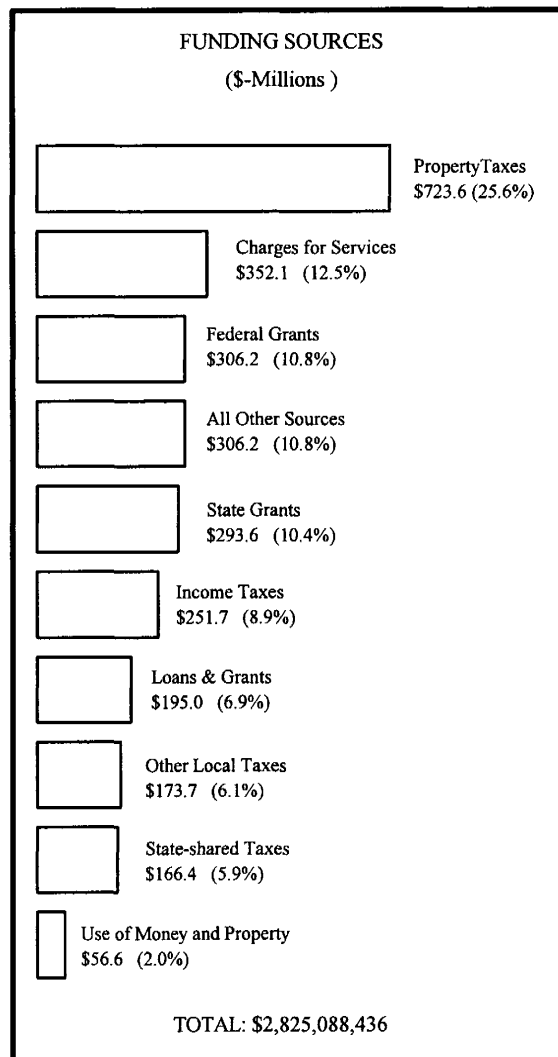 FUNDING SOURCES
($-Millions )
PropertyTaxes
$723.6 (25.6%)
Charges for Services
$352.1 (12.5%)
Federal Grants
$306.2 (10.8%)
All Other Sources
$306.2 (10.8%)
State Grants
$293.6 (10.4%)
Income Taxes
$251.7 (8.9%)
Loans & Grants
$195.0 (6.9%)
Other Local Taxes
$173.7 (6.1%)
State-shared Taxes
$166.4 (5.9%)
Use of Money and Property
$56.6 (2.0%)
TOTAL: $2,825,088,436